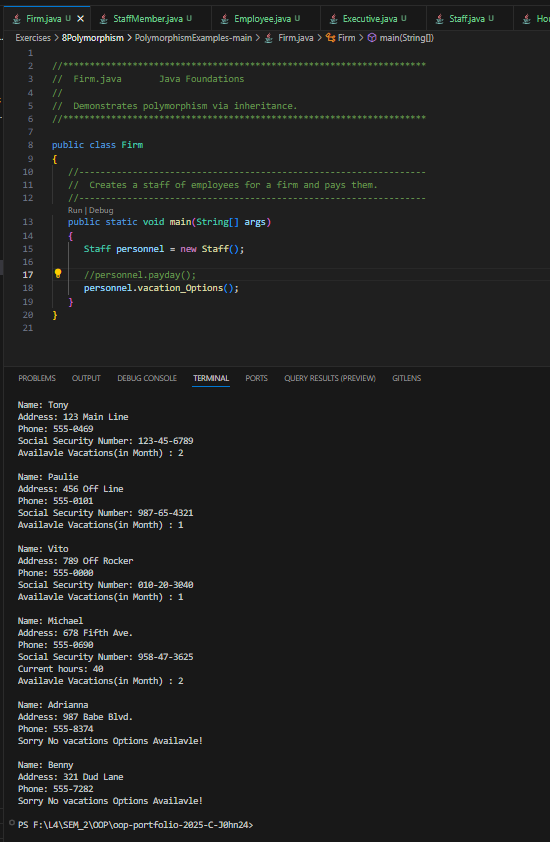 Firm.java U
StaffMember.java U
Employee.java U
Executive.java U
Staff.java U
Exercises > 8Polymorphism > PolymorphismExamples-main > Firm.java > Firm > main(String[])
1
2 //********************************************************************
3 //  Firm.java       Java Foundations
4 //
5 //  Demonstrates polymorphism via inheritance.
6 //********************************************************************
7
8 public class Firm
9 {
10    //-----------------------------------------------------------------
11    //  Creates a staff of employees for a firm and pays them.
12    //-----------------------------------------------------------------
Run | Debug
13    public static void main(String[] args)
14    {
15       Staff personnel = new Staff();
16
17       //personnel.payday();
18       personnel.vacation_Options();
19    }
20 }
21
PROBLEMS OUTPUT DEBUG CONSOLE TERMINAL PORTS QUERY RESULTS (PREVIEW) GITLENS
Name: Tony
Address: 123 Main Line
Phone: 555-0469
Social Security Number: 123-45-6789
Availavle Vacations(in Month) : 2
Name: Paulie
Address: 456 Off Line
Phone: 555-0101
Social Security Number: 987-65-4321
Availavle Vacations(in Month) : 1
Name: Vito
Address: 789 Off Rocker
Phone: 555-0000
Social Security Number: 010-20-3040
Availavle Vacations(in Month) : 1
Name: Michael
Address: 678 Fifth Ave.
Phone: 555-0690
Social Security Number: 958-47-3625
Current hours: 40
Availavle Vacations(in Month) : 2
Name: Adrianna
Address: 987 Babe Blvd.
Phone: 555-8374
Sorry No vacations Options Availavle!
Name: Benny
Address: 321 Dud Lane
Phone: 555-7282
Sorry No vacations Options Availavle!
PS F:\L4\SEM_2\OOP\oop-portfolio-2025-C-J0hn24>